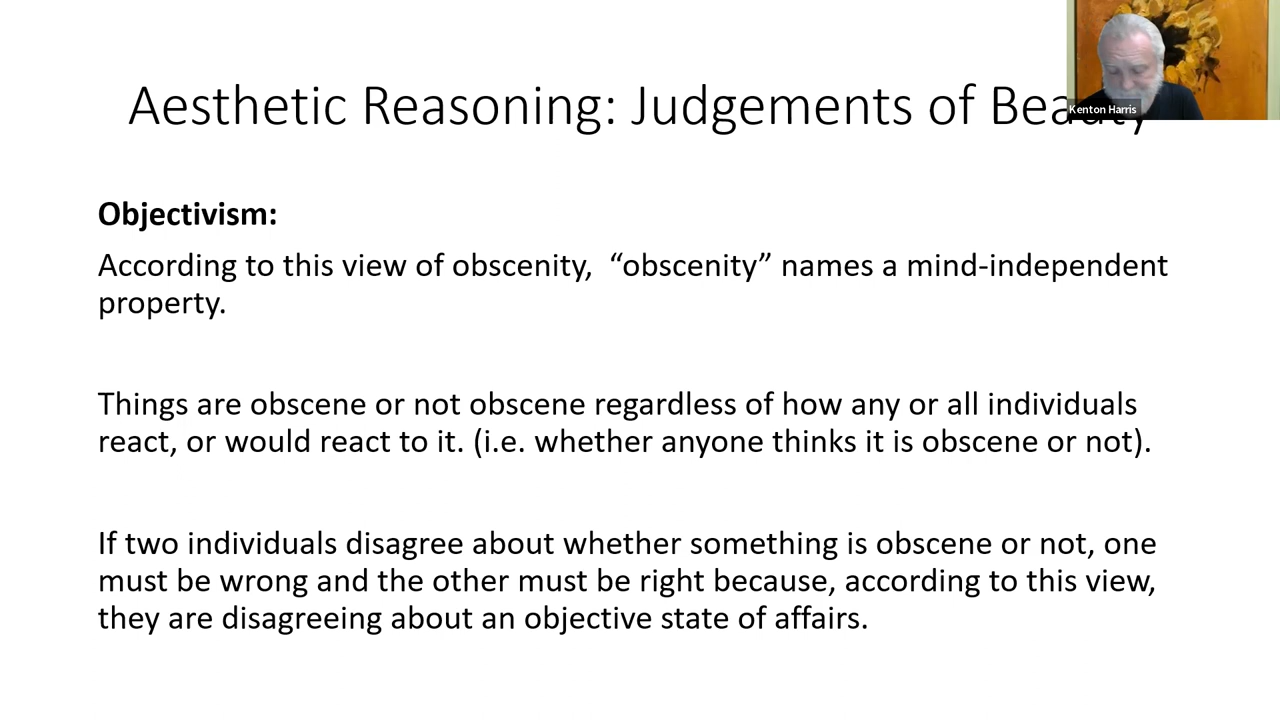 Aesthetic Reasoning: Judgements of Beauty
Kenton Harris
Objectivism:
According to this view of obscenity,  “obscenity” names a mind-independent
property.
Things are obscene or not obscene regardless of how any or all individuals
react, or would react to it. (i.e. whether anyone thinks it is obscene or not).
If two individuals disagree about whether something is obscene or not, one
must be wrong and the other must be right because, according to this view,
they are disagreeing about an objective state of affairs.